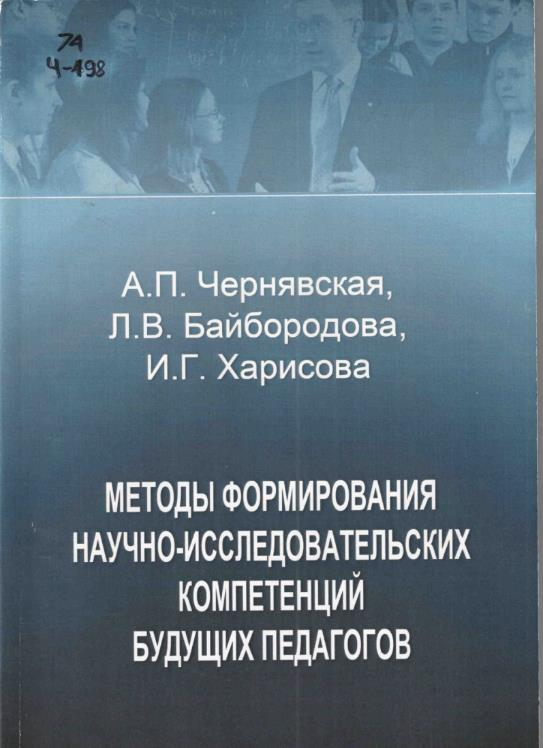 74
Ч-498
А.П. Чернявская,
Л.В. Байбородова,
И.Г. Харисова
МЕТОДЫ ФОРМИРОВАНИЯ
НАУЧНО-ИССЛЕДОВАТЕЛЬСКИХ
КОМПЕТЕНЦИЙ
БУДУЩИХ ПЕДАГОГОВ